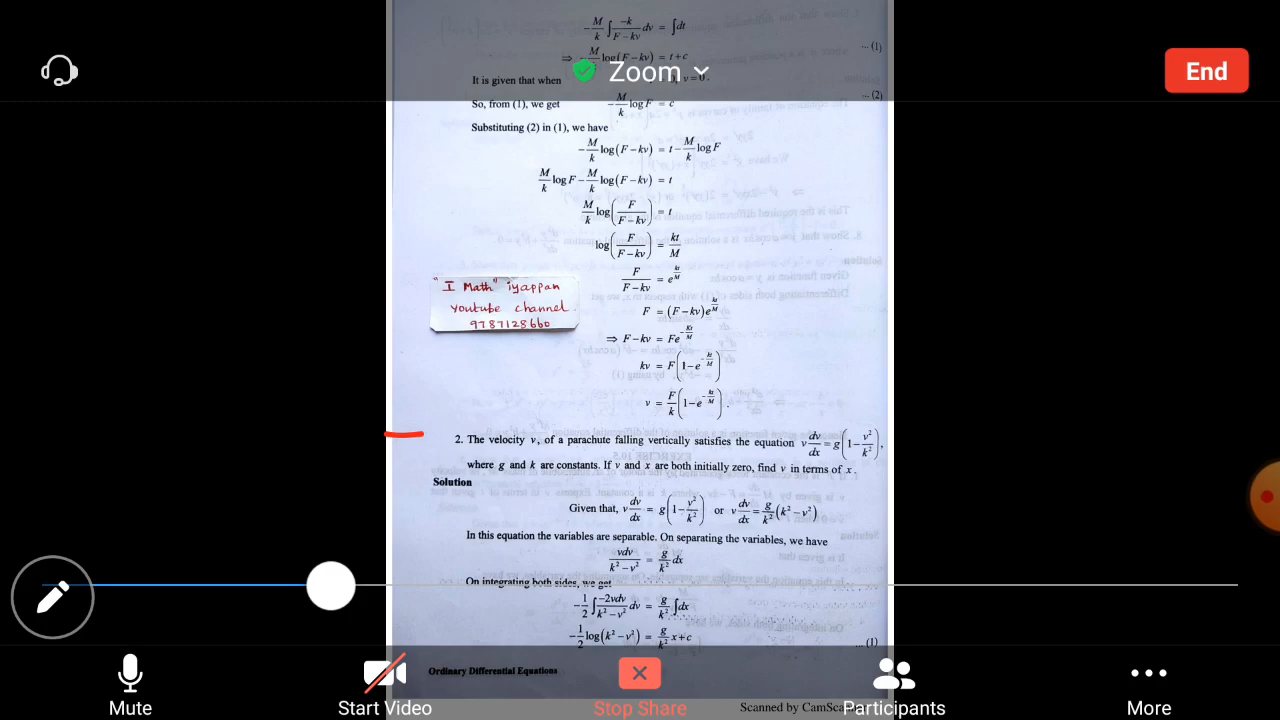 -M/k ∫ -k/(F-kv) dv = ∫dt
Zoom
End
⇒ -M/k log(F-kv) = t+c ...(1)
It is given that when v=0.
So, from (1), we get -M/k log F = c ...(2)
Substituting (2) in (1), we have
-M/k log(F-kv) = t - M/k log F
M/k log F - M/k log(F-kv) = t
M/k log(F/(F-kv)) = t
log(F/(F-kv)) = kt/M
F/(F-kv) = e^(kt/M)
"I Math" iyappan
youtube channel
9787128660
F = (F-kv)e^(kt/M)
⇒ F-kv = Fe^(-Kt/M)
kv = F(1-e^(-kt/M))
v = F/k (1-e^(-kt/M)).
2. The velocity v, of a parachute falling vertically satisfies the equation v dv/dx = g(1-v²/k²),
where g and k are constants. If v and x are both initially zero, find v in terms of x.
Solution
Given that, v dv/dx = g(1-v²/k²) or v dv/dx = g/k² (k²-v²)
In this equation the variables are separable. On separating the variables, we have
vdv/(k²-v²) = g/k² dx
On integrating both sides, we get
-1/2 ∫ -2vdv/(k²-v²) dv = g/k² ∫dx
-1/2 log(k²-v²) = g/k² x+c ...(1)
Ordinary Differential Equations
Mute
Start Video
Stop Share
Participants
More
Scanned by CamSca